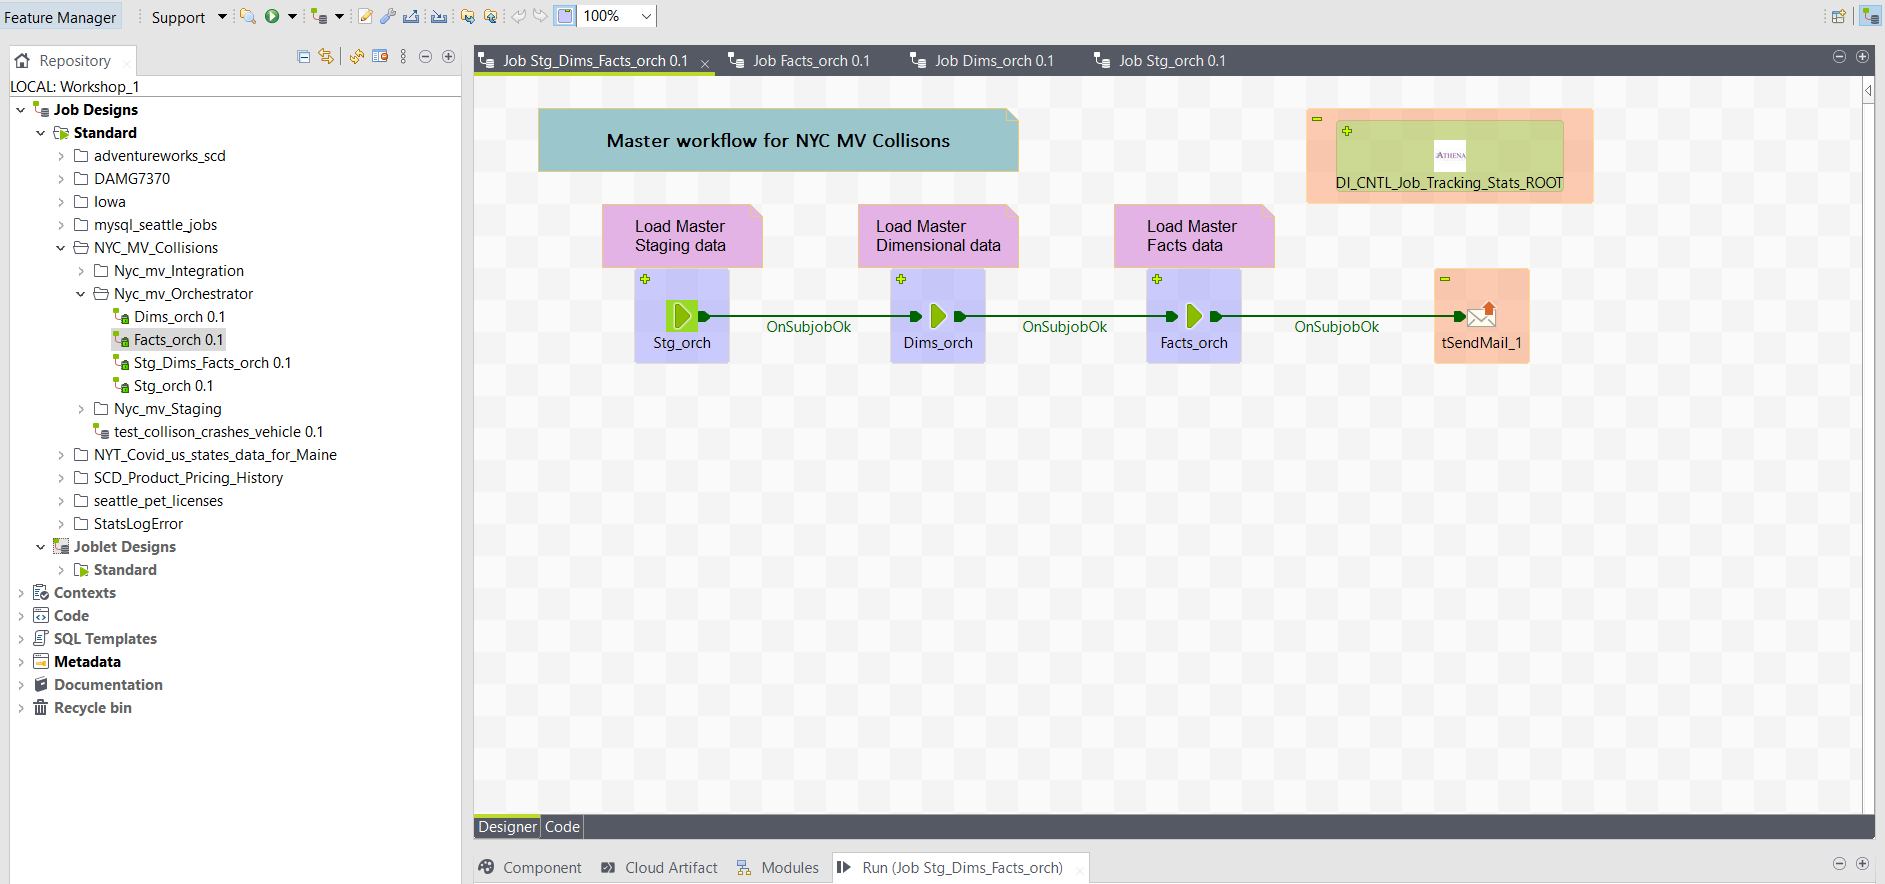 Feature Manager
Support
100%
Repository
LOCAL: Workshop_1
Job Designs
Standard
adventureworks_scd
DAMG7370
Iowa
mysql_seattle_jobs
NYC_MV_Collisions
Nyc_mv_Integration
Nyc_mv_Orchestrator
Dims_orch 0.1
Facts_orch 0.1
Stg_Dims_Facts_orch 0.1
Stg_orch 0.1
Nyc_mv_Staging
test_collison_crashes_vehicle 0.1
NYT_Covid_us_states_data_for_Maine
SCD_Product_Pricing_History
seattle_pet_licenses
StatsLogError
Joblet Designs
Standard
Contexts
Code
SQL Templates
Metadata
Documentation
Recycle bin
Job Stg_Dims_Facts_orch 0.1
Job Facts_orch 0.1
Job Dims_orch 0.1
Job Stg_orch 0.1
Master workflow for NYC MV Collisons
ATHENA
DI_CNTL_Job_Tracking_Stats_ROOT
Load Master
Staging data
Load Master
Dimensional data
Load Master
Facts data
Stg_orch
OnSubjobOk
Dims_orch
OnSubjobOk
Facts_orch
OnSubjobOk
tSendMail_1
Designer
Code
Component
Cloud Artifact
Modules
Run (Job Stg_Dims_Facts_orch)